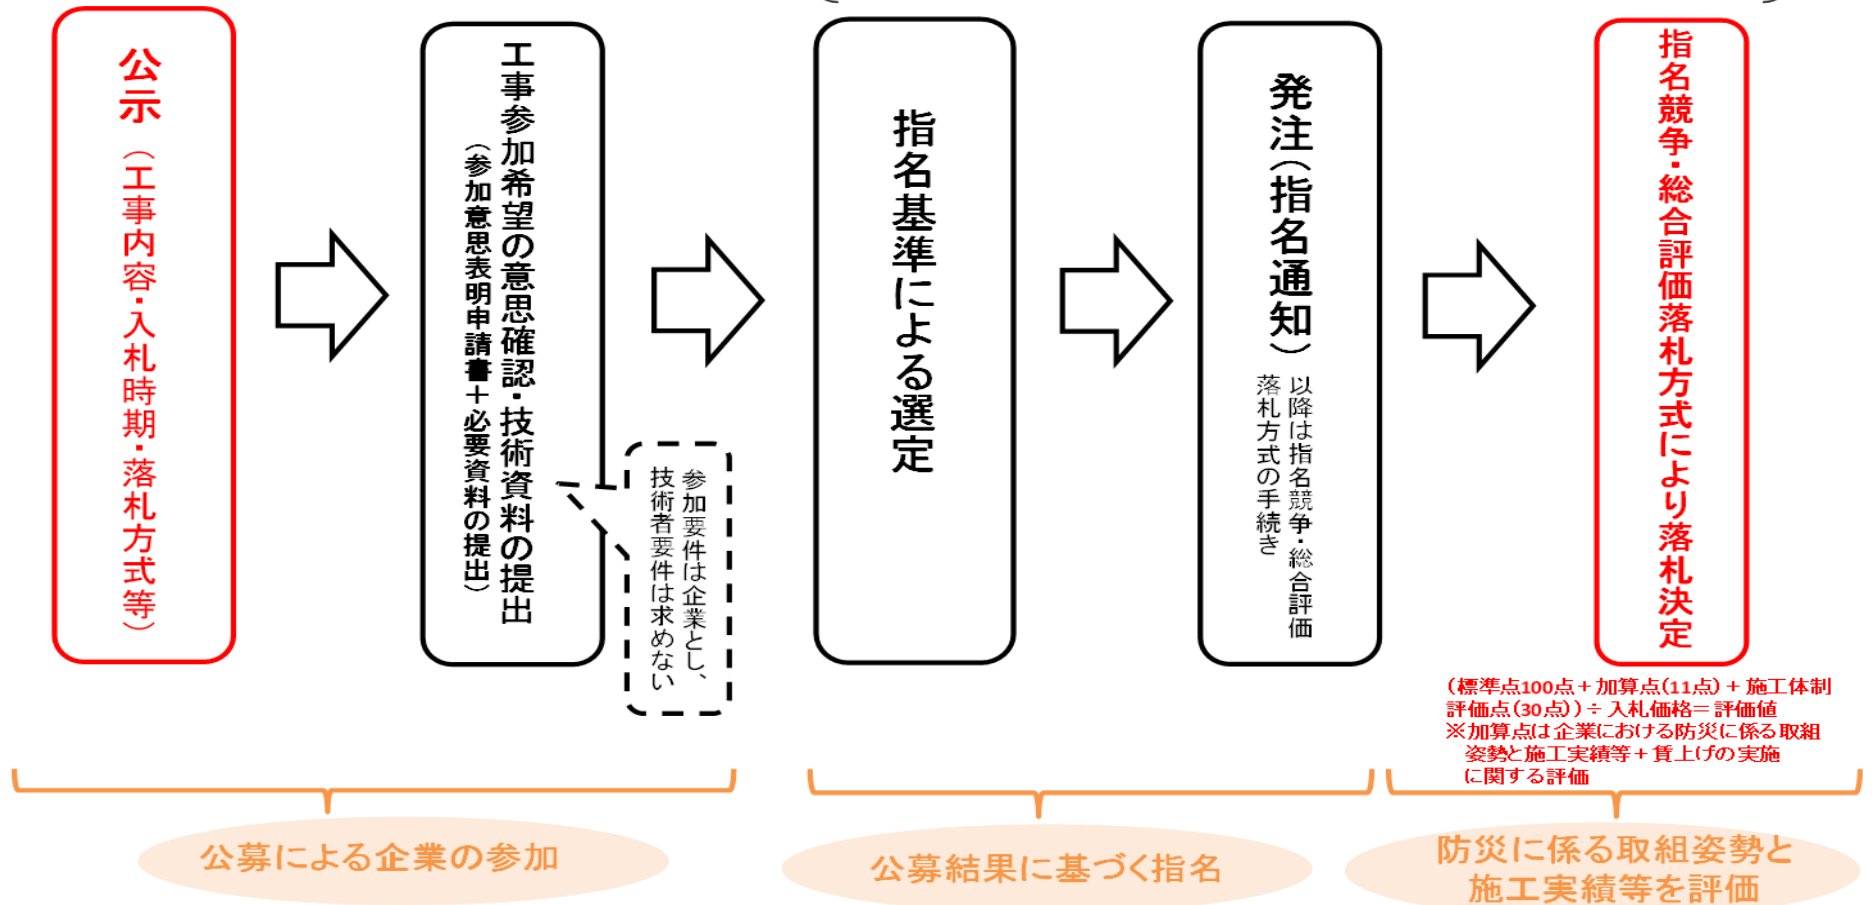 公示（工事内容・入札時期・落札方式等）
工事参加希望の意思確認・技術資料の提出
（参加意思表明申請書＋必要資料の提出）
参加要件は企業とし、
技術者要件は求めない
指名基準による選定
発注（指名通知）
以降は指名競争・総合評価
落札方式の手続き
指名競争・総合評価落札方式により落札決定
（標準点100点＋加算点（11点）＋施工体制
評価点（30点））÷入札価格＝評価値
※加算点は企業における防災に係る取組
姿勢と施工実績等＋賃上げの実施
に関する評価
公募による企業の参加
公募結果に基づく指名
防災に係る取組姿勢と
施工実績等を評価